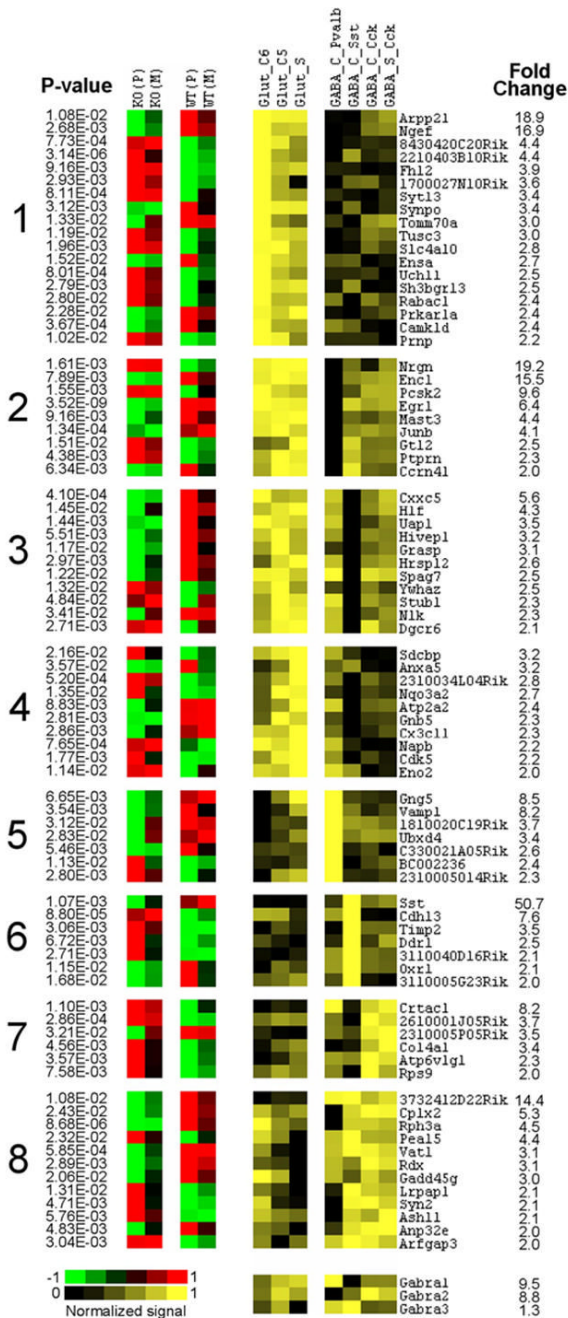 P-value KO(P) KO(M) WT(P) WT(M) Glut_C6 Glut_C5 Glut_S GABA_C_Pvalb GABA_C_Sst GABA_C_Cck GABA_S_Cck Fold Change
1
1.08E-02 Arpp21 18.9
2.68E-03 Ngef 16.9
7.73E-04 8430420C20Rik 4.4
3.14E-06 2210403B10Rik 4.4
9.16E-03 Fhl2 3.9
2.93E-03 1700027N10Rik 3.6
8.11E-04 Sytl3 3.4
3.12E-03 Synpo 3.4
1.33E-02 Tomm70a 3.0
1.19E-02 Tusc3 3.0
1.96E-03 Slc4a10 2.8
1.52E-02 Ensa 2.7
8.01E-04 Uchl1 2.5
2.79E-03 Sh3bgrl3 2.5
2.80E-02 Rabac1 2.4
2.28E-02 Prkar1a 2.4
3.67E-04 Camk1d 2.4
1.02E-02 Prnp 2.2
2
1.61E-03 Nrgn 19.2
7.89E-03 Enc1 15.5
1.55E-03 Pcsk2 9.6
3.52E-09 Egr1 6.4
9.16E-03 Mast3 4.4
1.34E-04 Junb 4.1
1.51E-02 Gtl2 2.5
4.38E-03 Ptprn 2.3
6.34E-03 Ccrn4l 2.0
3
4.10E-04 Cxxc5 5.6
1.45E-02 Hlf 4.3
1.44E-03 Uap1 3.5
5.51E-03 Hivep1 3.2
1.17E-02 Grasp 3.1
2.97E-03 Hrspl2 2.6
1.22E-02 Spag7 2.5
1.32E-02 Ywhaz 2.5
4.84E-02 Stub1 2.3
3.41E-02 Nlk 2.3
2.71E-03 Dgcr6 2.1
4
2.16E-02 Sdcbp 3.2
3.57E-02 Anxa5 3.2
5.20E-04 2310034L04Rik 2.8
1.35E-02 Nqo3a2 2.7
8.83E-03 Atp2a2 2.4
2.81E-03 Gnb5 2.3
2.86E-03 Cx3cl1 2.3
7.65E-04 Napb 2.2
1.77E-03 Cdk5 2.2
1.14E-02 Eno2 2.0
5
6.65E-03 Gng5 8.5
3.54E-03 Vamp1 8.2
3.12E-02 1810020C19Rik 3.7
2.83E-02 Ubxd4 3.4
5.46E-03 C330021A05Rik 2.6
1.13E-02 BC002236 2.4
2.80E-03 2310005O14Rik 2.3
6
1.07E-03 Sst 50.7
8.80E-05 Cdh13 7.6
3.06E-03 Timp2 3.5
6.72E-03 Ddr1 2.5
2.71E-03 3110040D16Rik 2.1
1.15E-02 Oxr1 2.1
1.68E-02 3110005G23Rik 2.0
7
1.10E-03 Crtac1 8.2
2.86E-04 2610001J05Rik 3.7
3.21E-02 2310005P05Rik 3.5
4.56E-03 Col4a1 3.4
3.57E-03 Atp6v1g1 2.3
7.58E-03 Rps9 2.0
8
1.08E-02 3732412D22Rik 14.4
2.43E-02 Cplx2 5.3
8.68E-06 Rph3a 4.5
2.32E-02 Pea15 4.4
5.85E-04 Vat1 3.1
2.89E-03 Rdx 3.1
2.06E-02 Gadd45g 3.0
1.31E-02 Lrpap1 2.1
4.71E-03 Syn2 2.1
5.76E-03 Ash1l 2.1
4.83E-03 Anp32e 2.0
3.04E-03 Arfgap3 2.0
-1 1
0 1
Normalized signal
Gabra1 9.5
Gabra2 8.8
Gabra3 1.3